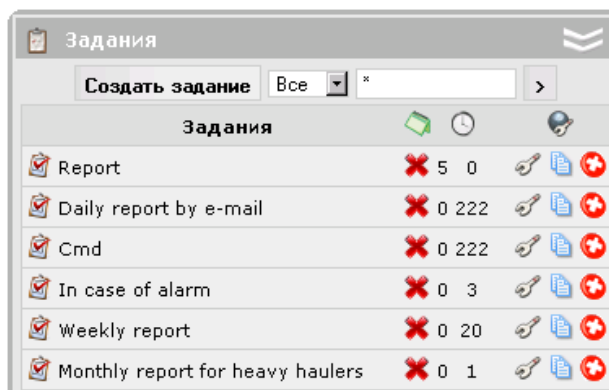 Задания
Создать задание Все * >
Задания
Report 5 0
Daily report by e-mail 0 222
Cmd 0 222
In case of alarm 0 3
Weekly report 0 20
Monthly report for heavy haulers 0 1